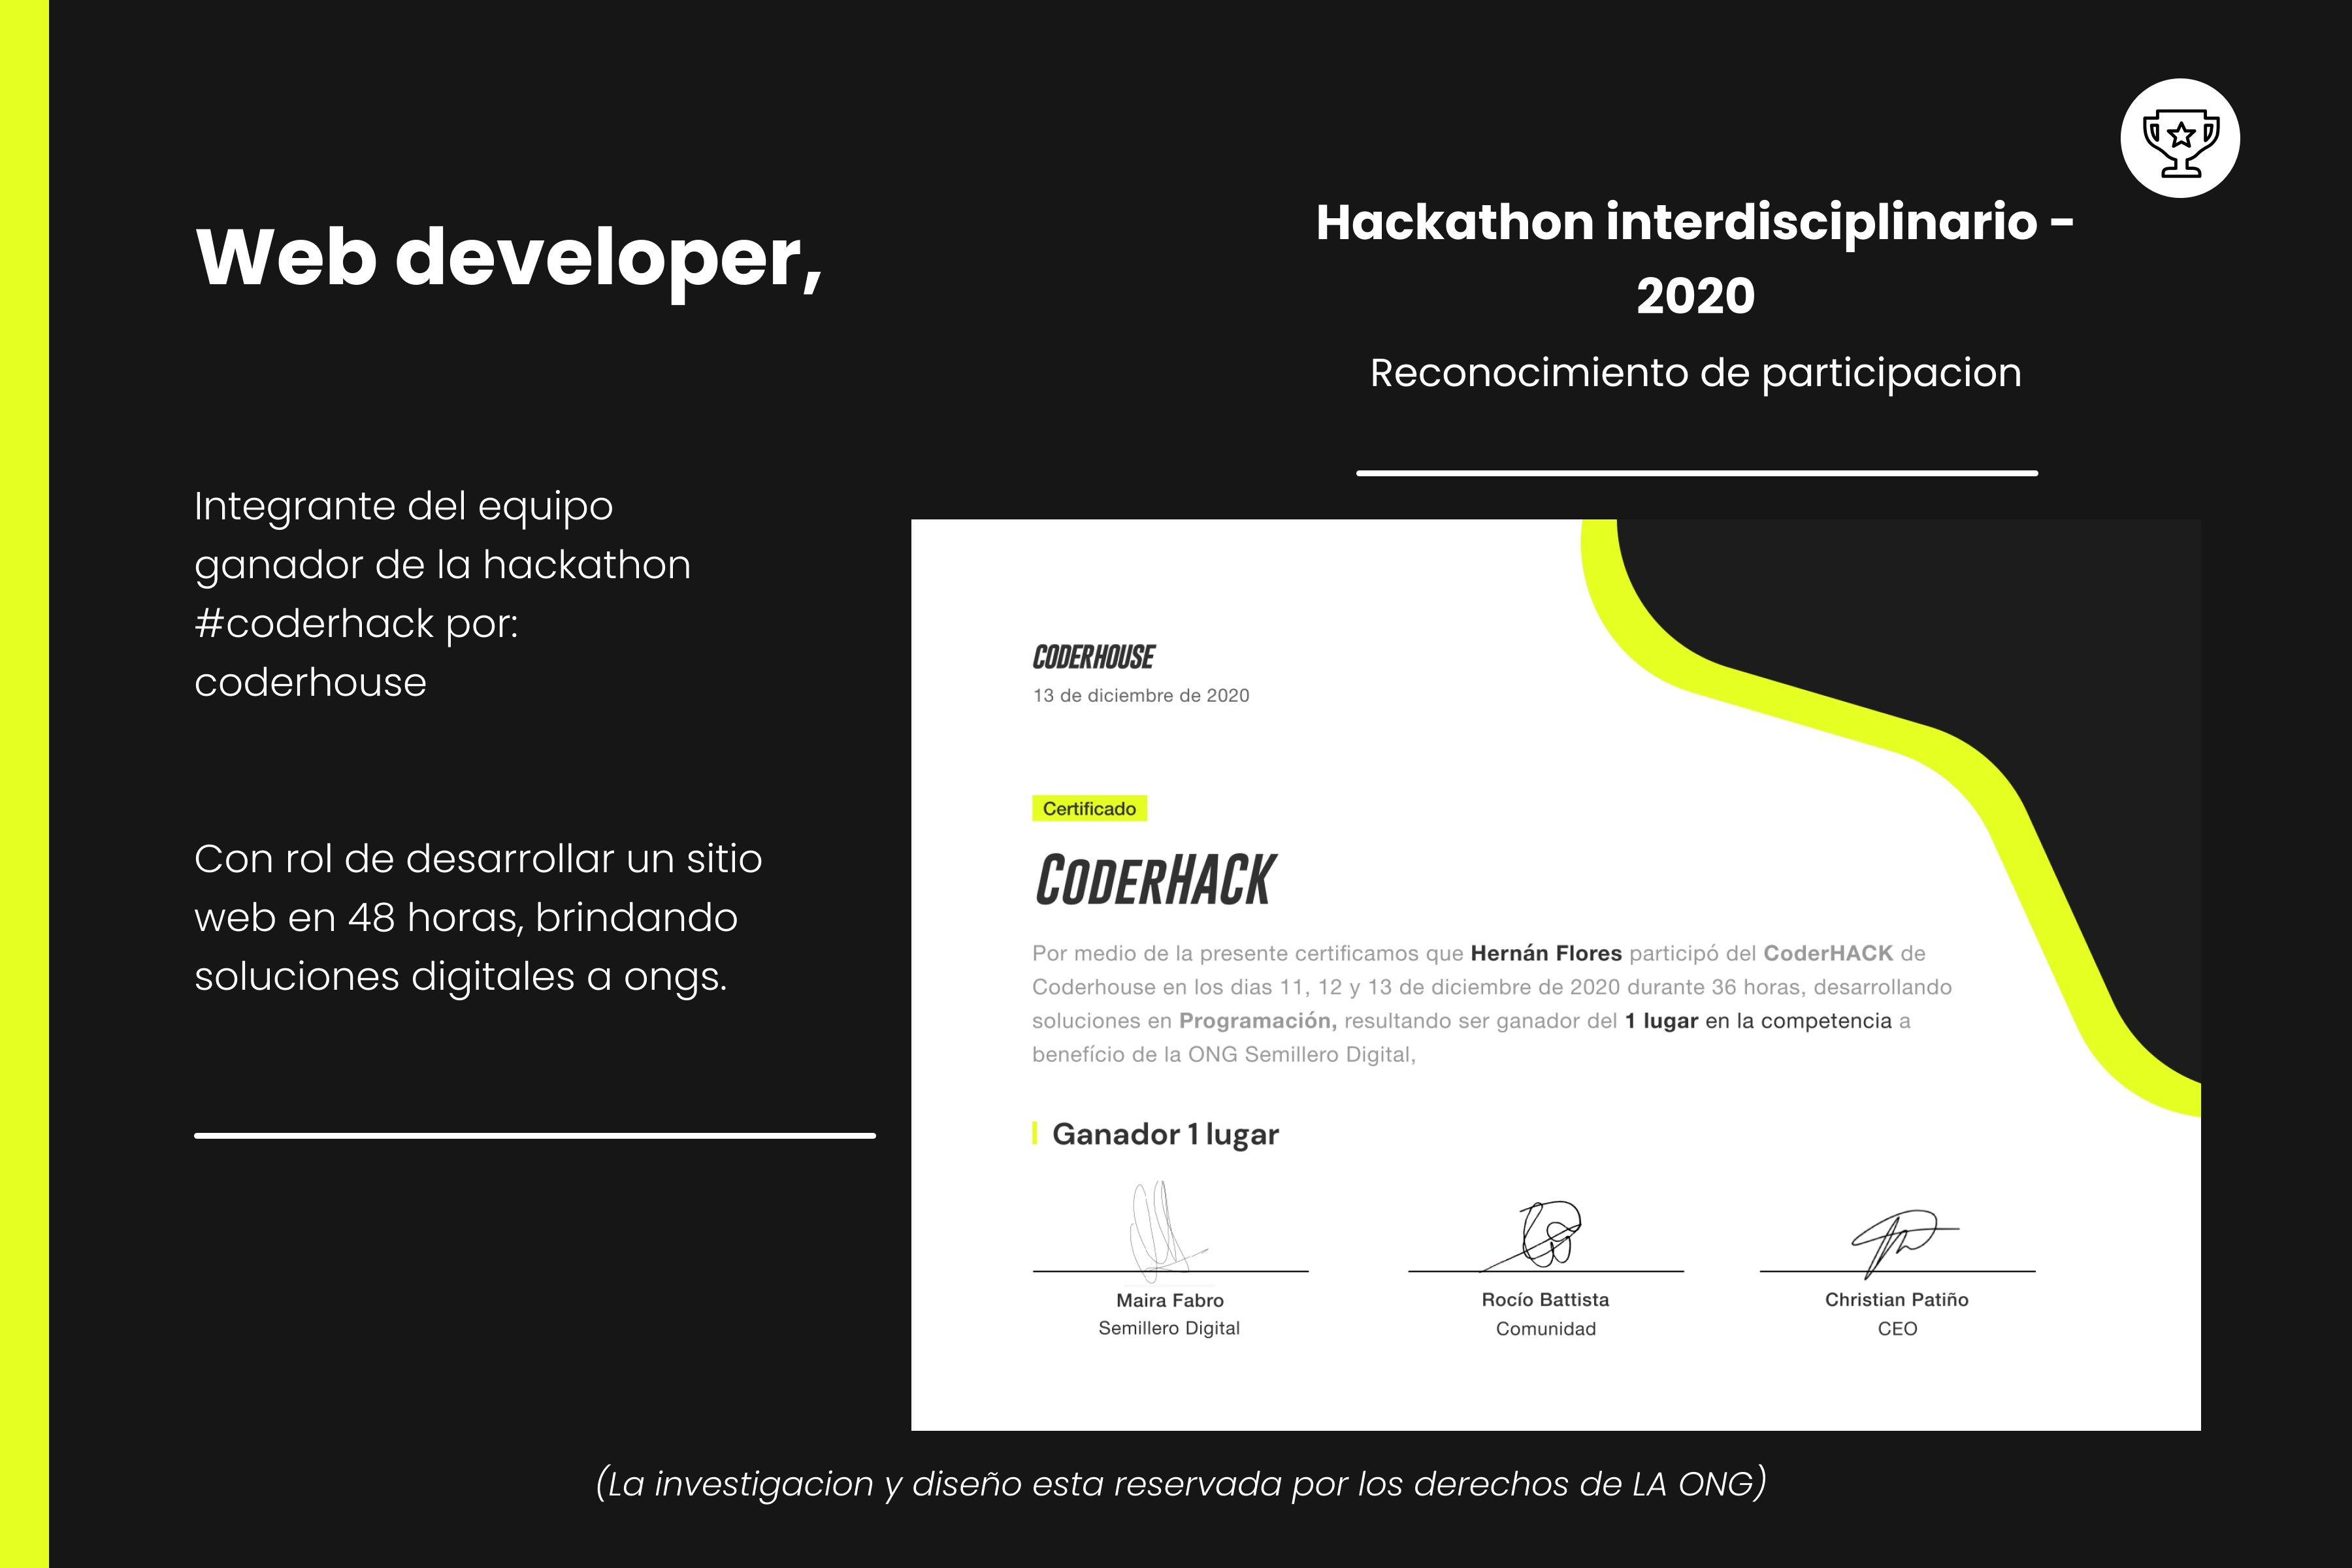 Web developer,
Integrante del equipo
ganador de la hackathon
#coderhack por:
coderhouse
Con rol de desarrollar un sitio
web en 48 horas, brindando
soluciones digitales a ongs.
Hackathon interdisciplinario -
2020
Reconocimiento de participacion
CODERHOUSE
13 de diciembre de 2020
Certificado
CODERHACK
Por medio de la presente certificamos que Hernán Flores participó del CoderHACK de
Coderhouse en los dias 11, 12 y 13 de diciembre de 2020 durante 36 horas, desarrollando
soluciones en Programación, resultando ser ganador del 1 lugar en la competencia a
benefício de la ONG Semillero Digital,
Ganador 1 lugar
Maira Fabro
Semillero Digital
Rocío Battista
Comunidad
Christian Patiño
CEO
(La investigacion y diseño esta reservada por los derechos de LA ONG)